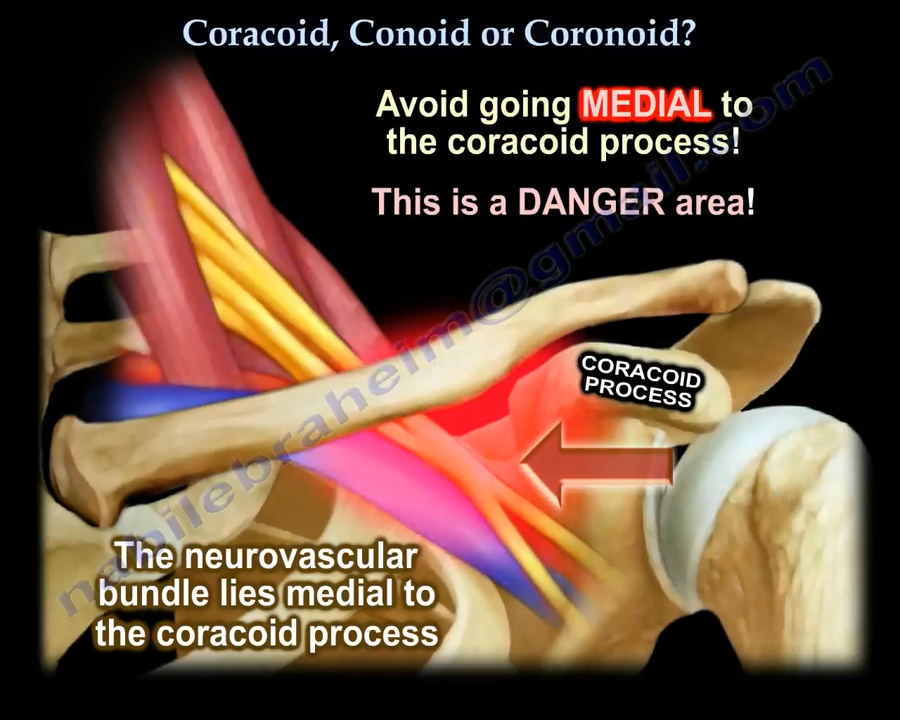 Coracoid, Conoid or Coronoid?
Avoid going MEDIAL to
the coracoid process!
This is a DANGER area!
CORACOID
PROCESS
The neurovascular
bundle lies medial to
the coracoid process
nabilebraheim@gmail.com